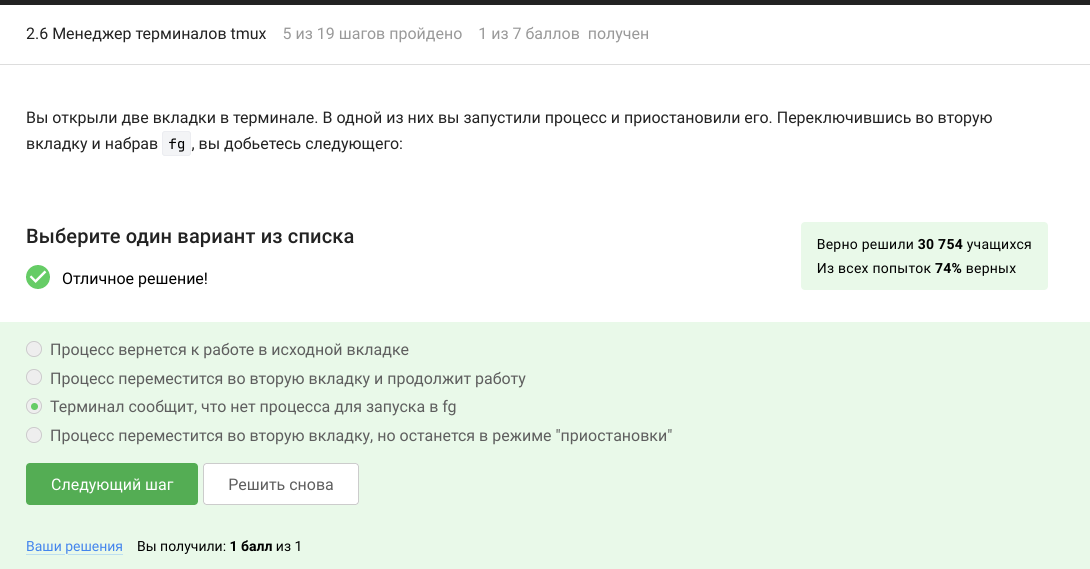 2.6 Менеджер терминалов tmux 5 из 19 шагов пройдено 1 из 7 баллов получен
Вы открыли две вкладки в терминале. В одной из них вы запустили процесс и приостановили его. Переключившись во вторую
вкладку и набрав fg, вы добьетесь следующего:
Выберите один вариант из списка
Отличное решение!
Верно решили 30 754 учащихся
Из всех попыток 74% верных
Процесс вернется к работе в исходной вкладке
Процесс переместится во вторую вкладку и продолжит работу
Терминал сообщит, что нет процесса для запуска в fg
Процесс переместится во вторую вкладку, но останется в режиме "приостановки"
Следующий шаг Решить снова
Ваши решения Вы получили: 1 балл из 1